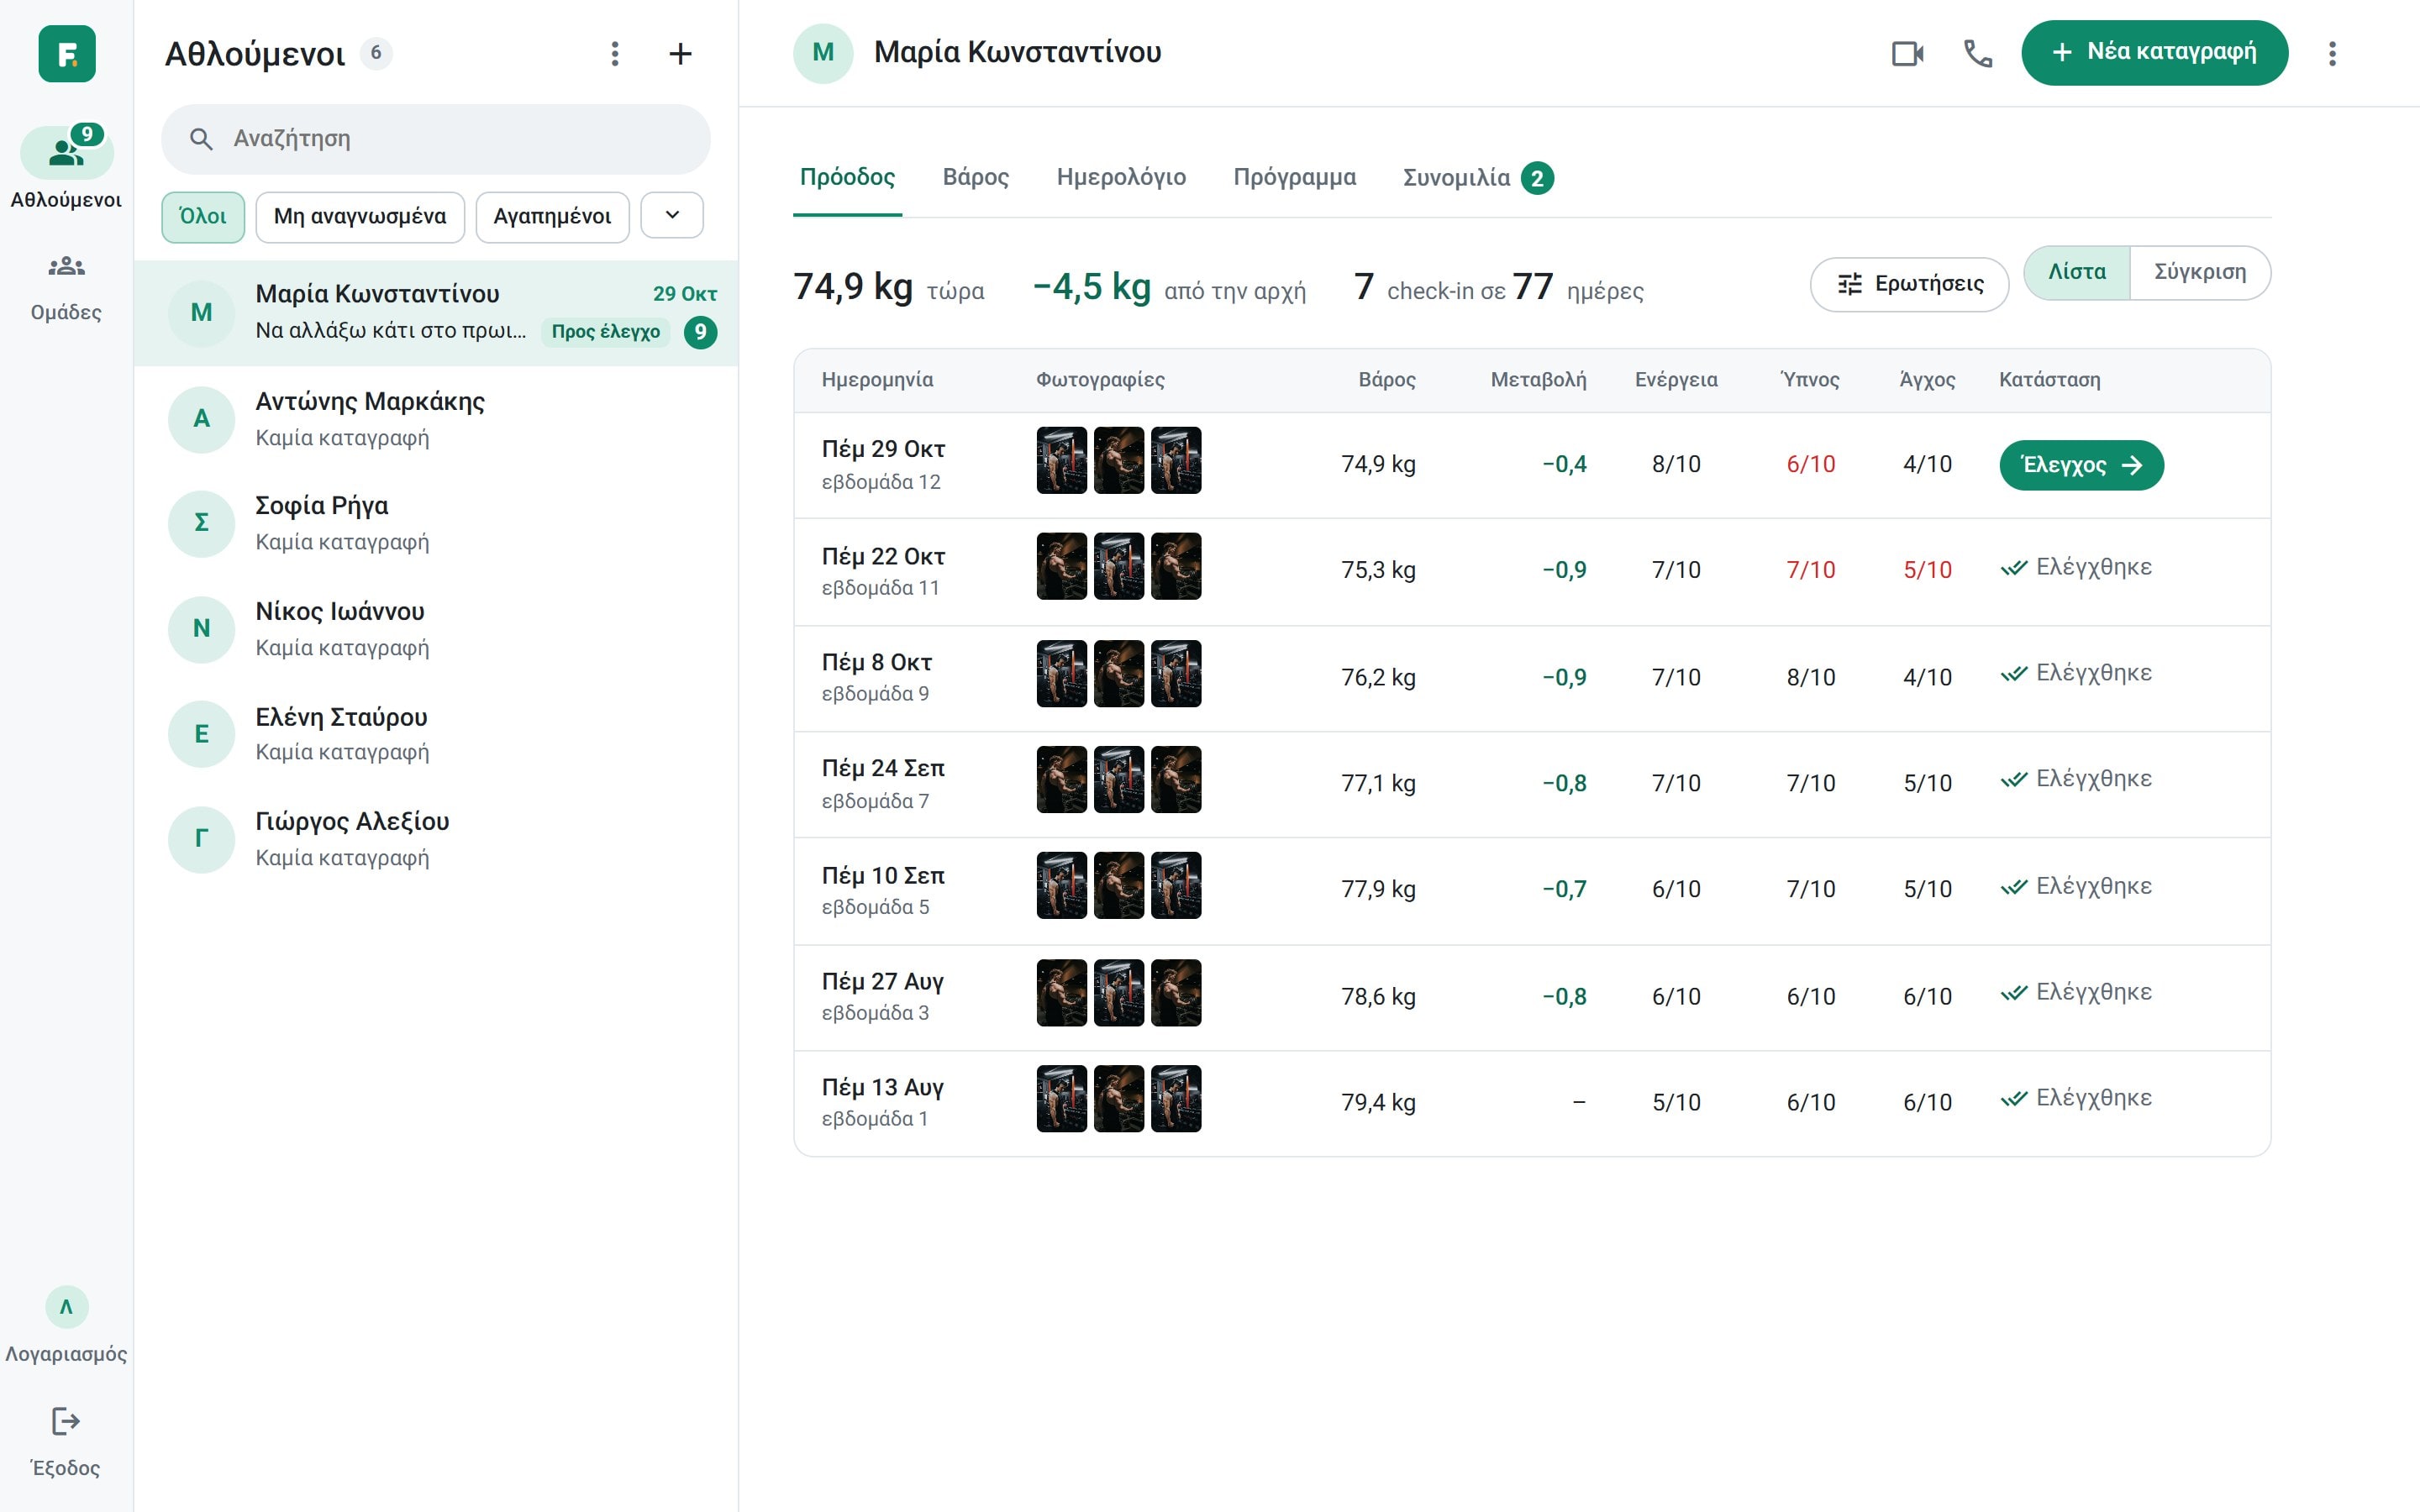 F.
9
Αθλούμενοι
Ομάδες
Λ
Λογαριασμός
Έξοδος
Αθλούμενοι 6
Αναζήτηση
Όλοι Μη αναγνωσμένα Αγαπημένοι
Μ Μαρία Κωνσταντίνου 29 Οκτ
Να αλλάξω κάτι στο πρωι... Προς έλεγχο 9
Α Αντώνης Μαρκάκης
Καμία καταγραφή
Σ Σοφία Ρήγα
Καμία καταγραφή
Ν Νίκος Ιωάννου
Καμία καταγραφή
Ε Ελένη Σταύρου
Καμία καταγραφή
Γ Γιώργος Αλεξίου
Καμία καταγραφή
Μ Μαρία Κωνσταντίνου
+ Νέα καταγραφή
Πρόοδος Βάρος Ημερολόγιο Πρόγραμμα Συνομιλία 2
74,9 kg τώρα −4,5 kg από την αρχή 7 check-in σε 77 ημέρες
Ερωτήσεις Λίστα Σύγκριση
Ημερομηνία Φωτογραφίες Βάρος Μεταβολή Ενέργεια Ύπνος Άγχος Κατάσταση
Πέμ 29 Οκτ 74,9 kg −0,4 8/10 6/10 4/10 Έλεγχος →
εβδομάδα 12
Πέμ 22 Οκτ 75,3 kg −0,9 7/10 7/10 5/10 Ελέγχθηκε
εβδομάδα 11
Πέμ 8 Οκτ 76,2 kg −0,9 7/10 8/10 4/10 Ελέγχθηκε
εβδομάδα 9
Πέμ 24 Σεπ 77,1 kg −0,8 7/10 7/10 5/10 Ελέγχθηκε
εβδομάδα 7
Πέμ 10 Σεπ 77,9 kg −0,7 6/10 7/10 5/10 Ελέγχθηκε
εβδομάδα 5
Πέμ 27 Αυγ 78,6 kg −0,8 6/10 6/10 6/10 Ελέγχθηκε
εβδομάδα 3
Πέμ 13 Αυγ 79,4 kg – 5/10 6/10 6/10 Ελέγχθηκε
εβδομάδα 1